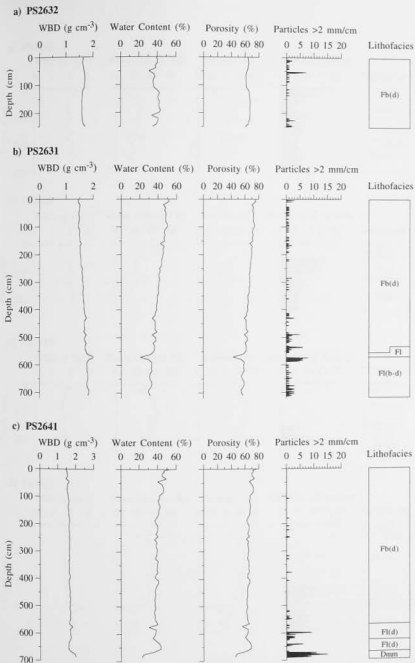 a) PS2632
WBD (g cm-3) Water Content (%) Porosity (%) Particles >2 mm/cm
0 1 2 0 20 40 60 0 20 40 60 80 0 5 10 15 20 Lithofacies
0
100
200
Depth (cm)
Fb(d)
b) PS2631
WBD (g cm-3) Water Content (%) Porosity (%) Particles >2 mm/cm
0 1 2 0 20 40 60 0 20 40 60 80 0 5 10 15 20 Lithofacies
0
100
200
300
400
500
600
700
Depth (cm)
Fb(d)
Fl
Fl(b-d)
c) PS2641
WBD (g cm-3) Water Content (%) Porosity (%) Particles >2 mm/cm
0 1 2 3 0 20 40 60 0 20 40 60 80 0 5 10 15 20 Lithofacies
0
100
200
300
400
500
600
700
Depth (cm)
Fb(d)
Fl(d)
Fl(d)
Dmm